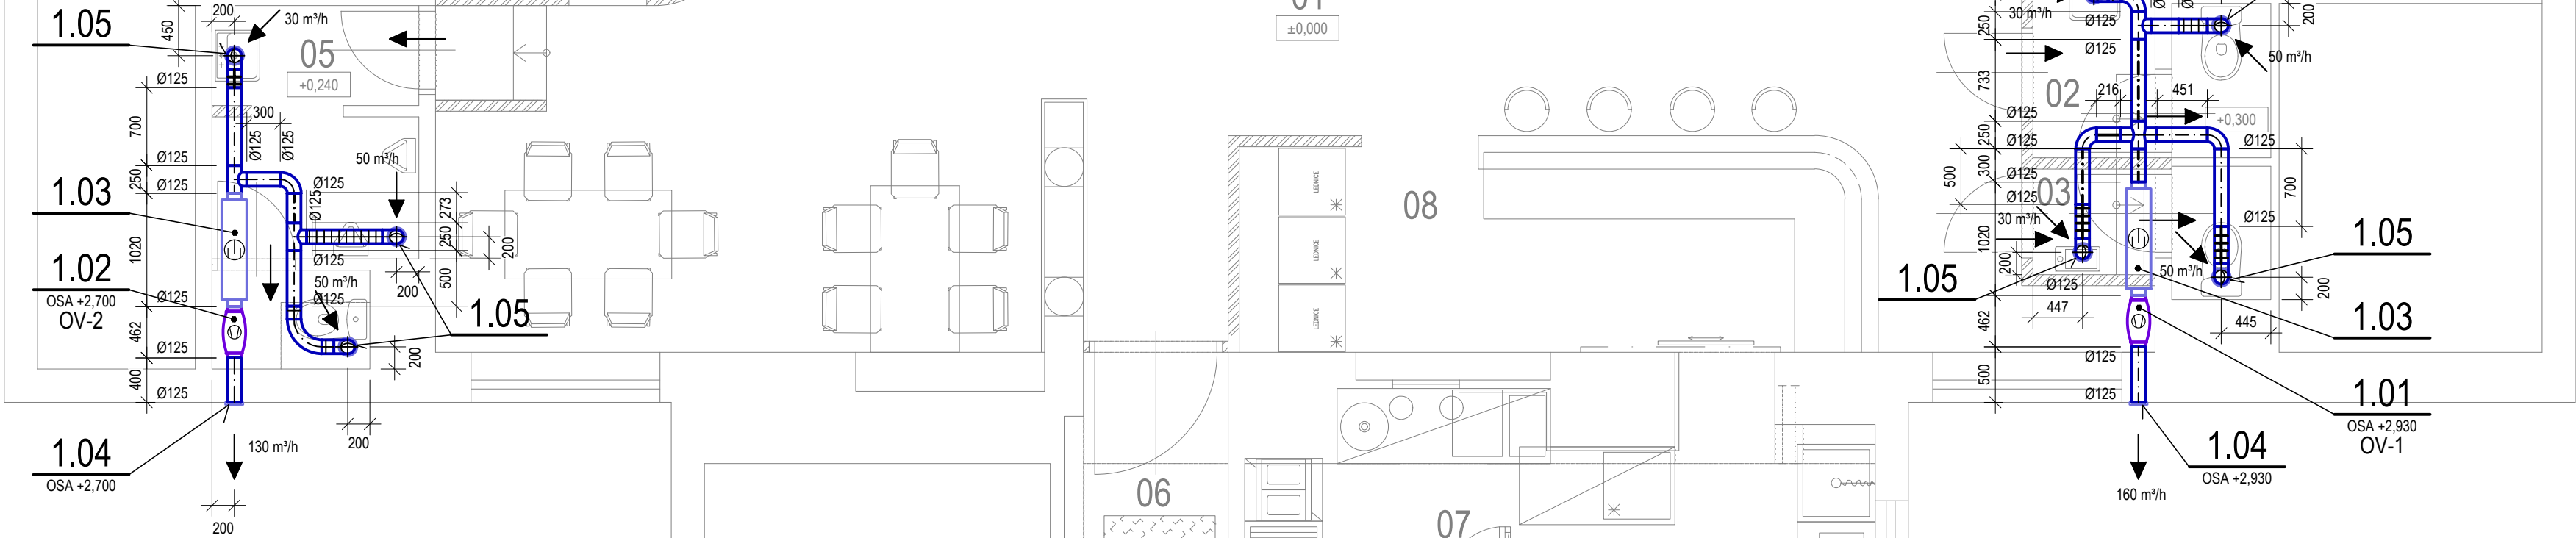 200
30 m³/h
1.05
450
05
+0,240
Ø125
700
300
Ø125
Ø125
50 m³/h
Ø125
250
Ø125
Ø125
Ø125
1.03
273
250
200
1020
Ø125
1.02
OSA +2,700
OV-2
50 m³/h
Ø125
Ø125
200
500
1.05
462
Ø125
200
400
Ø125
200
1.04
OSA +2,700
130 m³/h
200
±0,000
LEDNICE
LEDNICE
LEDNICE
08
06
07
30 m³/h
250
Ø125
Ø125
200
50 m³/h
733
02
216
451
+0,300
Ø125
250
Ø125
Ø125
300
Ø125
500
Ø125
03
700
30 m³/h
Ø125
1020
200
50 m³/h
1.05
1.05
Ø125
200
447
462
445
1.03
Ø125
500
Ø125
1.01
OSA +2,930
OV-1
1.04
OSA +2,930
160 m³/h